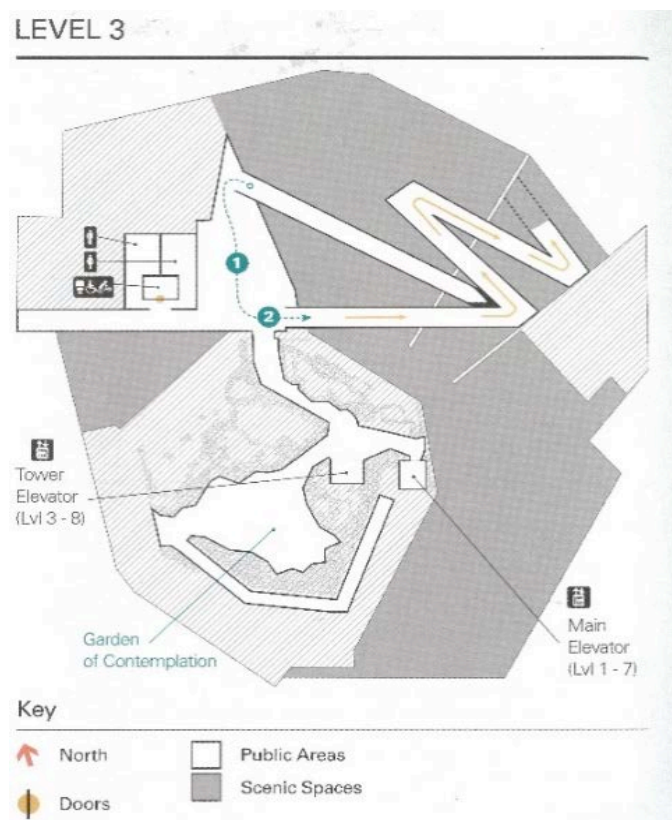 LEVEL 3
1
2
Tower
Elevator
(Lvl 3 - 8)
Garden
of Contemplation
Main
Elevator
(Lvl 1 - 7)
Key
North
Public Areas
Doors
Scenic Spaces